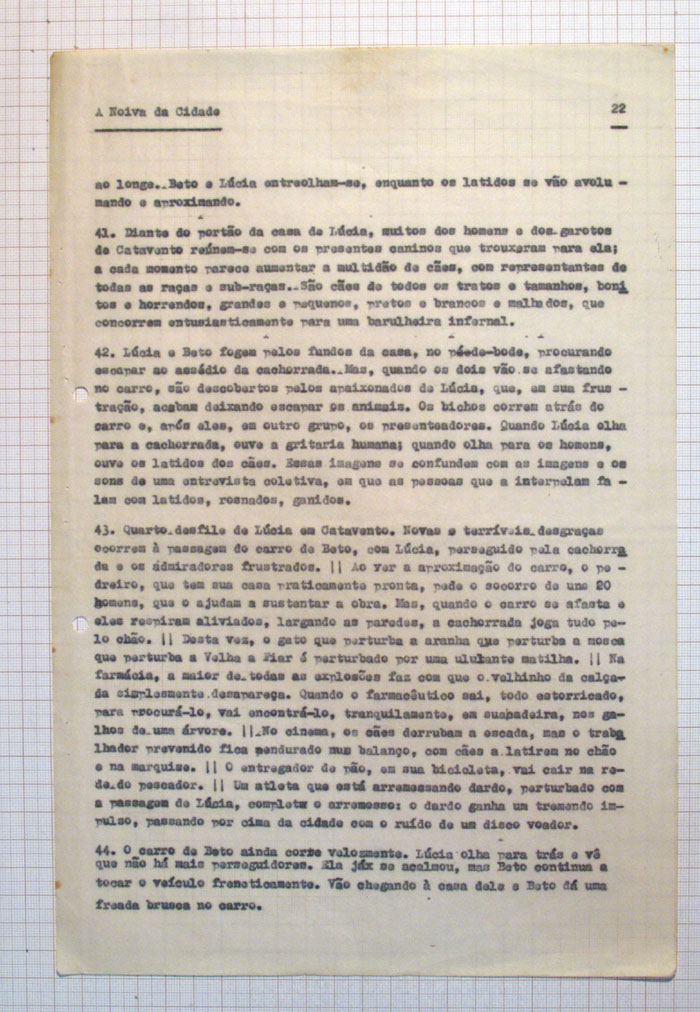 A Noiva da Cidade
22
ao longe. Beto e Lúcia entreolham-se, enquanto os latidos se vão avolu -
mando e aproximando.
41. Diante do portão da casa de Lúcia, muitos dos homens e dos garotos
de Catavento reúnem-se com os presentes caninos que trouxeram para ela;
a cada momento parece aumentar a multidão de cães, com representantes de
todas as raças e sub-raças. São cães de todos os tratos e tamanhos, boni
tos e horrendos, grandes e pequenos, pretos e brancos e malhados, que
concorrem entusiasticamente para uma barulheira infernal.
42. Lúcia e Beto fogem pelos fundos da casa, no péede-bode, procurando
escapar ao assédio da cachorrada. Mas, quando os dois vão se afastando
no carro, são descobertos pelos apaixonados de Lúcia, que, em sua frus -
tração, acabam deixando escapar os animais. Os bichos correm atrás do
carro e, após eles, em outro grupo, os presenteadores. Quando Lúcia olha
para a cachorrada, ouve a gritaria humana; quando olha para os homens,
ouve os latidos dos cães. Essas imagens se confundem com as imagens e os
sons de uma entrevista coletiva, em que as pessoas que a interpelam fa -
lam com latidos, rosnados, ganidos.
43. Quarto desfile de Lúcia em Catavento. Novas e terríveis desgraças
ocorrem à passagem do carro de Beto, com Lúcia, perseguido pela cachorra
da e os admiradores frustrados. || Ao ver a aproximação do carro, o pe -
dreiro, que tem sua casa praticamente pronta, pede o socorro de uns 20
homens, que o ajudam a sustentar a obra. Mas, quando o carro se afasta e
eles respiram aliviados, largando as paredes, a cachorrada joga tudo pe-
lo chão. || Desta vez, o gato que perturba a aranha que perturba a mosca
que perturba a Velha a Fiar é perturbado por uma ululante matilha. || Na
farmácia, a maior de todas as explosões faz com que o velhinho da calça-
da simplesmente desapareça. Quando o farmacêutico sai, todo estorricado,
para procurá-lo, vai encontrá-lo, tranquilamente, em sua cadeira, nos ga-
lhos de uma árvore. || No cinema, os cães derrubam a escada, mas o traba
lhador prevenido fica pendurado num balanço, com cães a latirem no chão
e na marquise. || O entregador de pão, em sua bicicleta, vai cair na re-
de do pescador. || Um atleta que está arremessando dardo, perturbado com
a passagem de Lúcia, completa o arremesso: o dardo ganha um tremendo im-
pulso, passando por cima da cidade com o ruído de um disco voador.
44. O carro de Beto ainda corre velozmente. Lúcia olha para trás e vê
que não há mais perseguidores. Ela jáx se acalmou, mas Beto continua a
tocar o veículo freneticamente. Vão chegando à casa dele e Beto dá uma
freada brusca no carro.